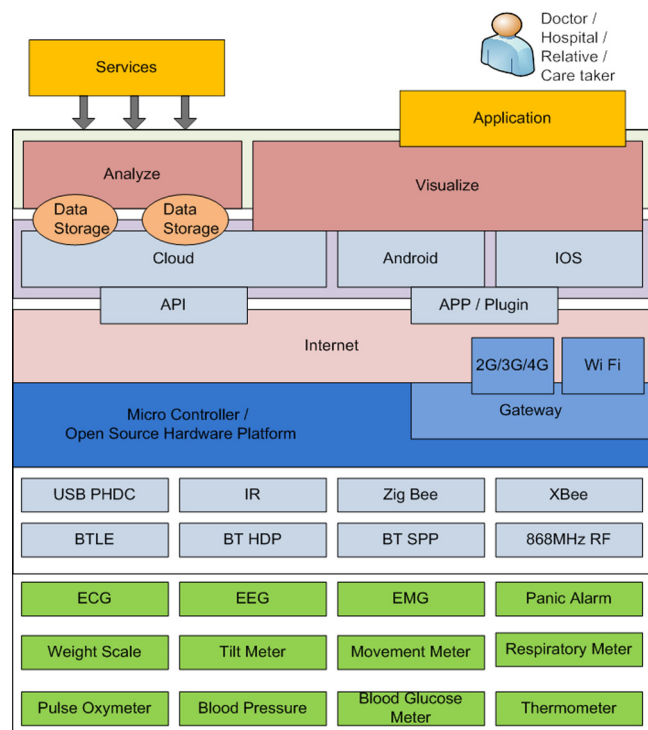 Doctor /
Hospital /
Relative /
Care taker
Services
Application
Analyze
Visualize
Data
Storage
Data
Storage
Cloud
Android
IOS
API
APP / Plugin
Internet
2G/3G/4G
Wi Fi
Micro Controller /
Open Source Hardware Platform
Gateway
USB PHDC
IR
Zig Bee
XBee
BTLE
BT HDP
BT SPP
868MHz RF
ECG
EEG
EMG
Panic Alarm
Weight Scale
Tilt Meter
Movement Meter
Respiratory Meter
Pulse Oxymeter
Blood Pressure
Blood Glucose
Meter
Thermometer